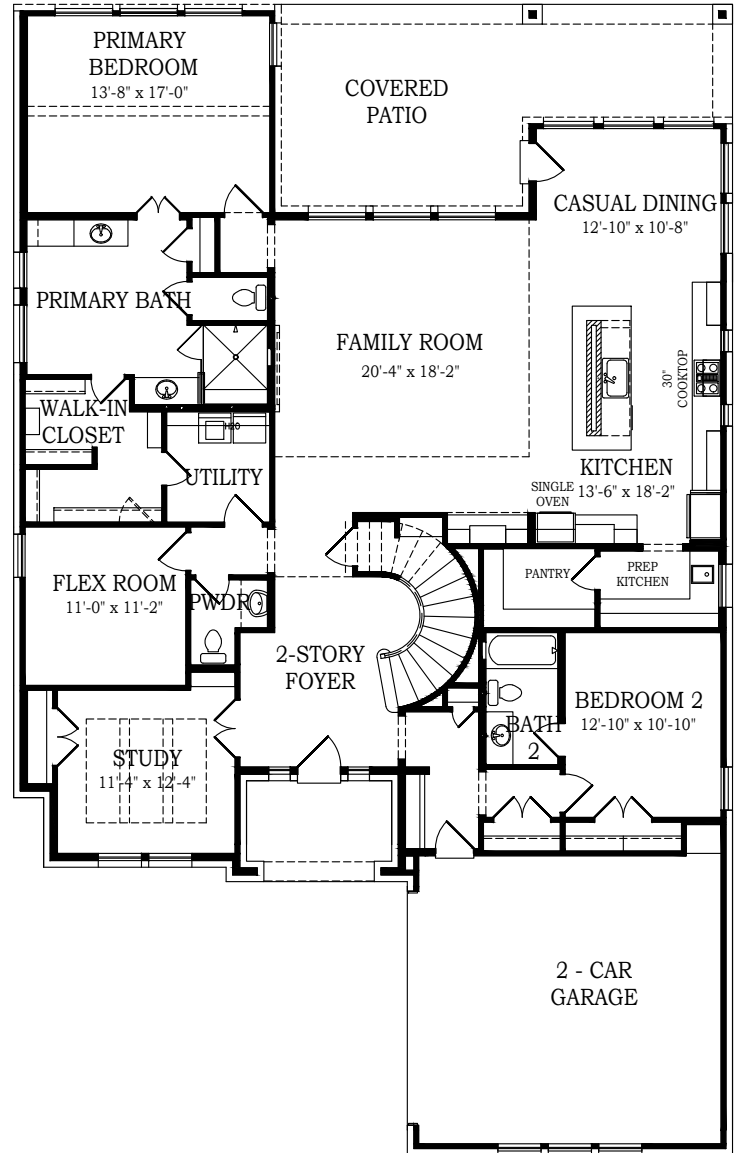 PRIMARY
BEDROOM
13'-8" x 17'-0"
COVERED
PATIO
CASUAL DINING
12'-10" x 10'-8"
PRIMARY BATH
FAMILY ROOM
20'-4" x 18'-2"
30"
COOKTOP
WALK-IN
CLOSET
H2O
UTILITY
KITCHEN
13'-6" x 18'-2"
SINGLE
OVEN
FLEX ROOM
11'-0" x 11'-2"
PWDR
PANTRY
PREP
KITCHEN
2-STORY
FOYER
BEDROOM 2
12'-10" x 10'-10"
BATH
2
STUDY
11'-4" x 12'-4"
2 - CAR
GARAGE